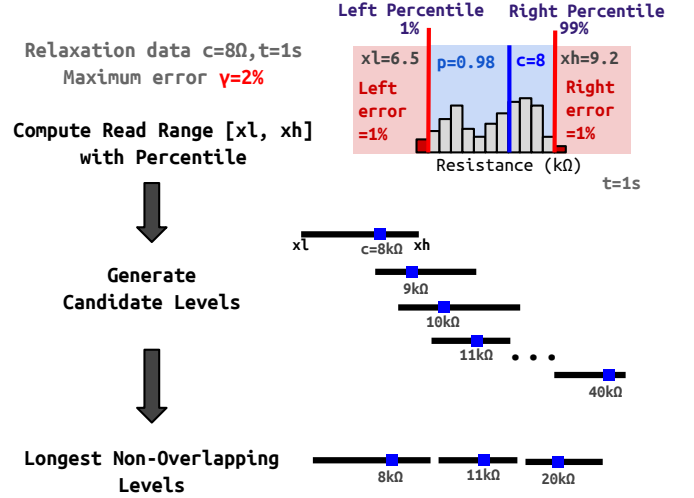 Left Percentile
1%
Right Percentile
99%
Relaxation data c=8Ω,t=1s
Maximum error γ=2%
xl=6.5
p=0.98
c=8
xh=9.2
Left
error
=1%
Right
error
=1%
Compute Read Range [xl, xh]
with Percentile
Resistance (kΩ)
t=1s
xl
c=8kΩ
xh
Generate
Candidate Levels
9kΩ
10kΩ
11kΩ
• • •
40kΩ
Longest Non-Overlapping
Levels
8kΩ
11kΩ
20kΩ